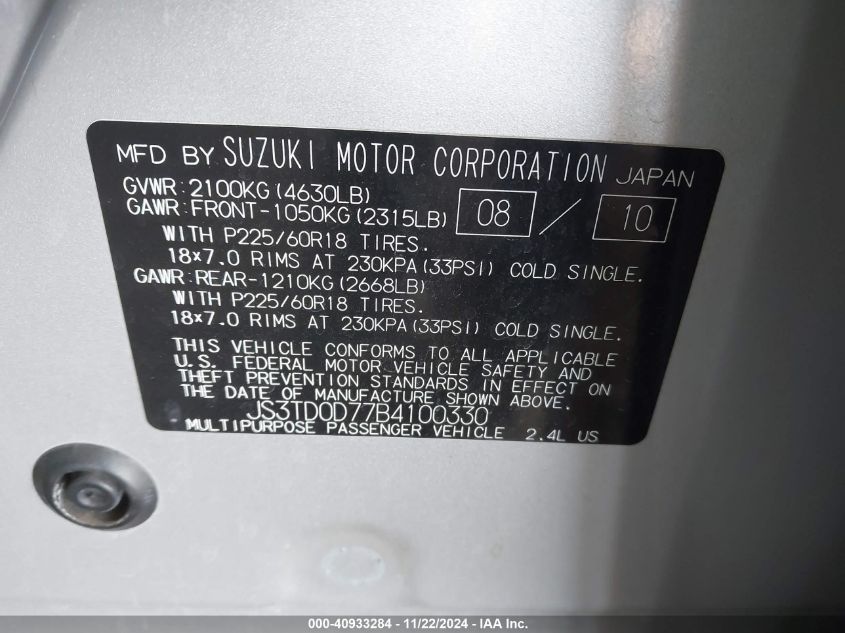 MFD BY SUZUKI MOTOR CORPORATION JAPAN
GVWR:2100KG(4630LB)
GAWR:FRONT-1050KG(2315LB) 08 / 10
WITH P225/60R18 TIRES.
18×7.0 RIMS AT 230KPA(33PSI) COLD SINGLE.
GAWR:REAR-1210KG(2668LB)
WITH P225/60R18 TIRES.
18×7.0 RIMS AT 230KPA(33PSI) COLD SINGLE.
THIS VEHICLE CONFORMS TO ALL APPLICABLE
U.S. FEDERAL MOTOR VEHICLE SAFETY AND
THEFT PREVENTION STANDARDS IN EFFECT ON
THE DATE OF MANUFACTURE SHOWN ABOVE.
JS3TD0D77B4100330
MULTIPURPOSE PASSENGER VEHICLE 2.4L US
000-40933284 - 11/22/2024 - IAA Inc.